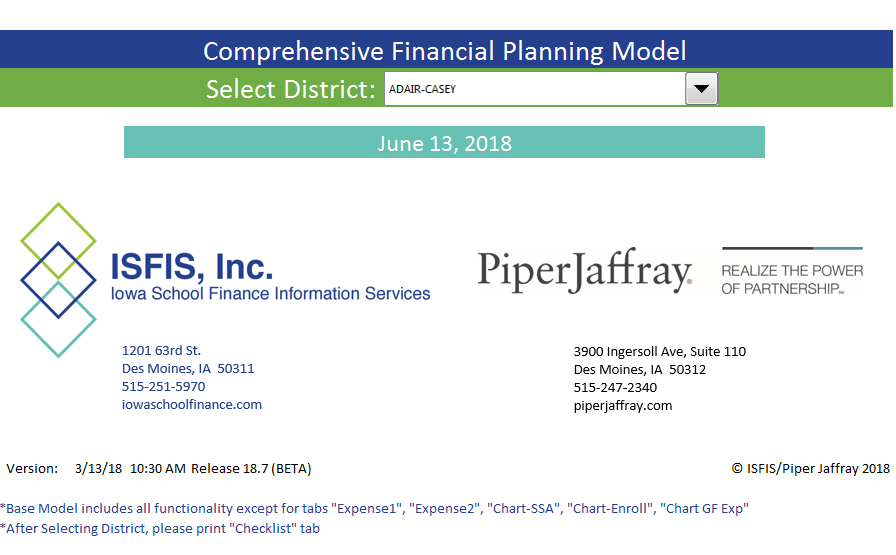 Comprehensive Financial Planning Model
Select District: ADAIR-CASEY
June 13, 2018
ISFIS, Inc.
Iowa School Finance Information Services
PiperJaffray®
REALIZE THE POWER
OF PARTNERSHIP℠
1201 63rd St.
Des Moines, IA 50311
515-251-5970
iowaschoolfinance.com
3900 Ingersoll Ave, Suite 110
Des Moines, IA 50312
515-247-2340
piperjaffray.com
Version: 3/13/18 10:30 AM Release 18.7 (BETA)
© ISFIS/Piper Jaffray 2018
*Base Model includes all functionality except for tabs "Expense1", "Expense2", "Chart-SSA", "Chart-Enroll", "Chart GF Exp"
*After Selecting District, please print "Checklist" tab